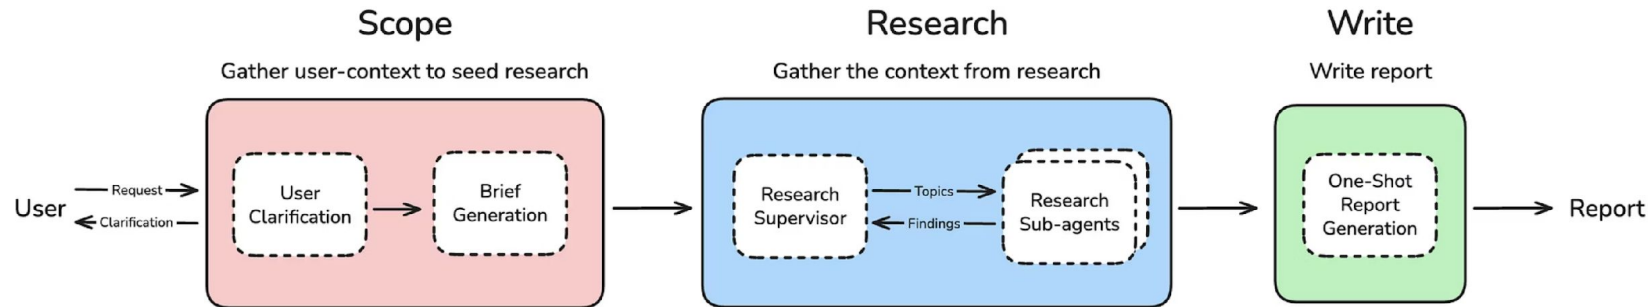 Scope
Gather user-context to seed research
Research
Gather the context from research
Write
Write report
User
Request
Clarification
User
Clarification
Brief
Generation
Research
Supervisor
Topics
Findings
Research
Sub-agents
One-Shot
Report
Generation
Report